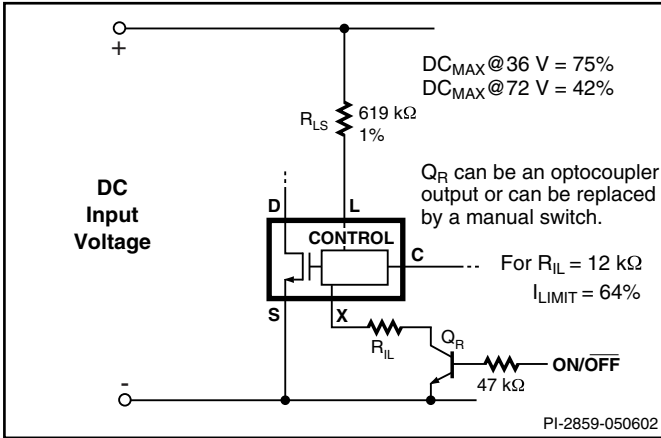 +
DC_MAX@36 V = 75%
DC_MAX@72 V = 42%
R_LS
619 kΩ
1%
Q_R can be an optocoupler
output or can be replaced
by a manual switch.
DC
Input
Voltage
D
L
CONTROL
C
For R_IL = 12 kΩ
I_LIMIT = 64%
S
X
R_IL
Q_R
47 kΩ
ON/O̅F̅F̅
-
PI-2859-050602